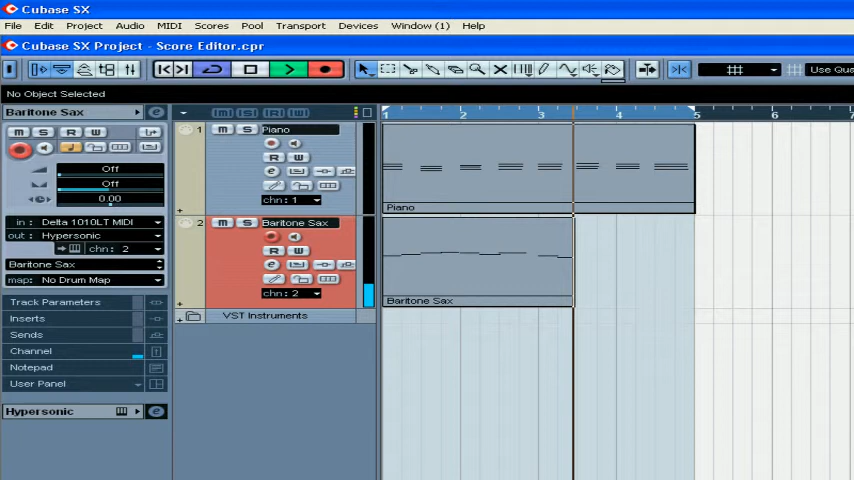 Cubase SX
File Edit Project Audio MIDI Scores Pool Transport Devices Window (1) Help
Cubase SX Project - Score Editor.cpr
Use Qua
No Object Selected
Baritone Sax e
M S R W
Off
Off
0.00
in : Delta 1010LT MIDI
out : Hypersonic
chn: 2
Baritone Sax
map: No Drum Map
Track Parameters
Inserts
Sends
Channel
Notepad
User Panel
Hypersonic e
M S R W
1 M S Piano
R W
e
chn: 1
2 M S Baritone Sax
R W
e
chn: 2
VST Instruments
1 2 3 4 5 6 7
Piano
Baritone Sax